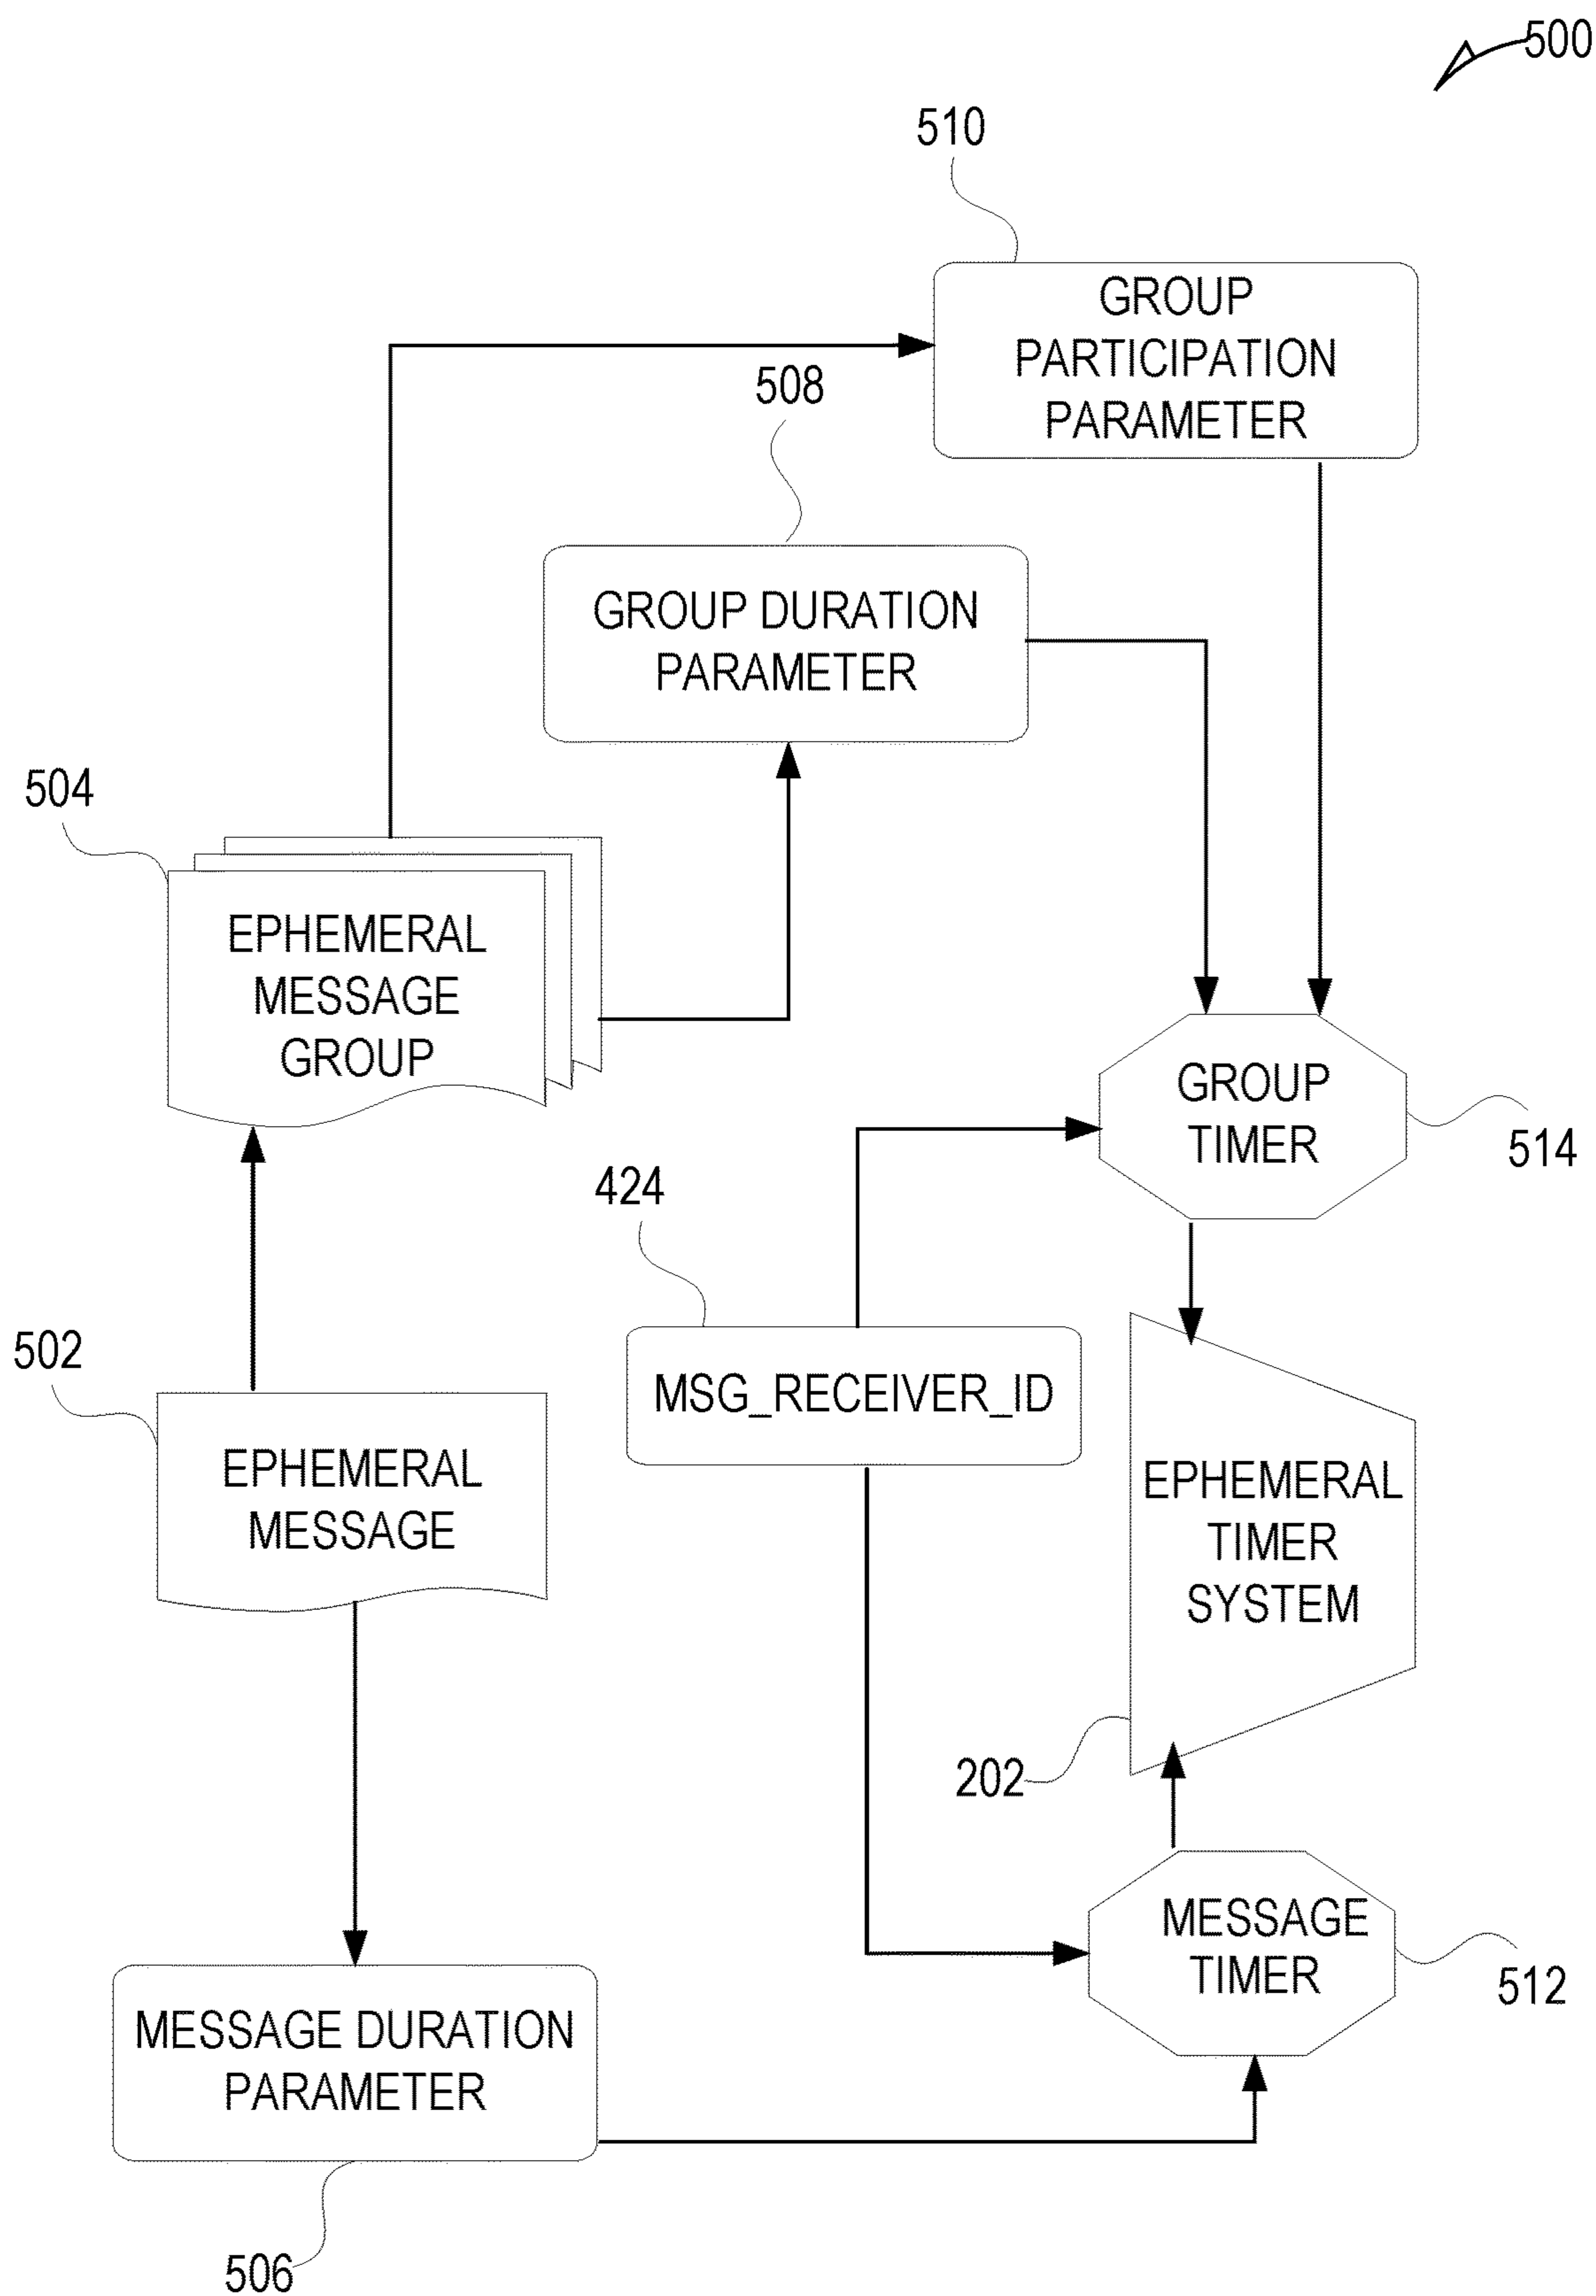 500
510
GROUP
PARTICIPATION
PARAMETER
508
GROUP DURATION
PARAMETER
504
EPHEMERAL
MESSAGE
GROUP
GROUP
TIMER
514
424
MSG_RECEIVER_ID
502
EPHEMERAL
MESSAGE
EPHEMERAL
TIMER
SYSTEM
202
MESSAGE
TIMER
512
MESSAGE DURATION
PARAMETER
506